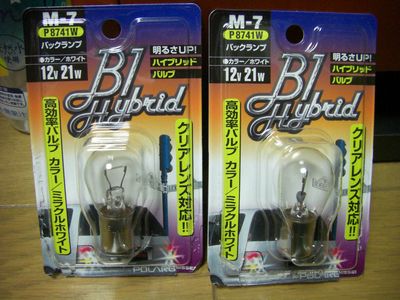 M-7
P8741W
バックランプ
●カラー/ホワイト
12V 21W
明るさUP!
ハイブリッド
バルブ
B1
Hybrid
高効率バルブ カラー/ミラクルホワイト
クリアレンズ対応!!
POLARG
M-7
P8741W
バックランプ
●カラー/ホワイト
12V 21W
明るさUP!
ハイブリッド
バルブ
B1
Hybrid
高効率バルブ カラー/ミラクルホワイト
クリアレンズ対応!!
POLARG